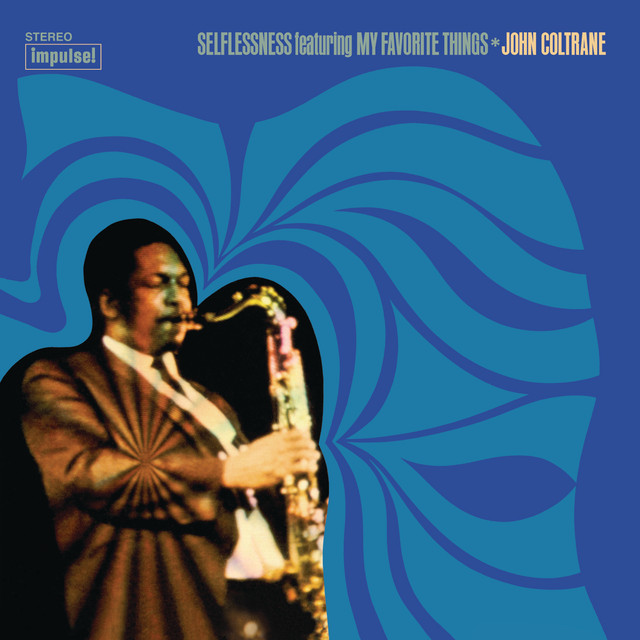 STEREO
impulse!
SELFLESSNESS featuring MY FAVORITE THINGS * JOHN COLTRANE